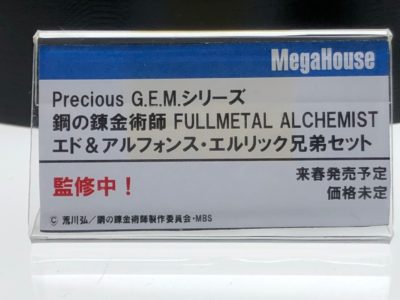 MegaHouse
Precious G.E.M.シリーズ
鋼の錬金術師 FULLMETAL ALCHEMIST
エド＆アルフォンス・エルリック兄弟セット
監修中！
来春発売予定
価格未定
© 荒川弘／鋼の錬金術師製作委員会・MBS